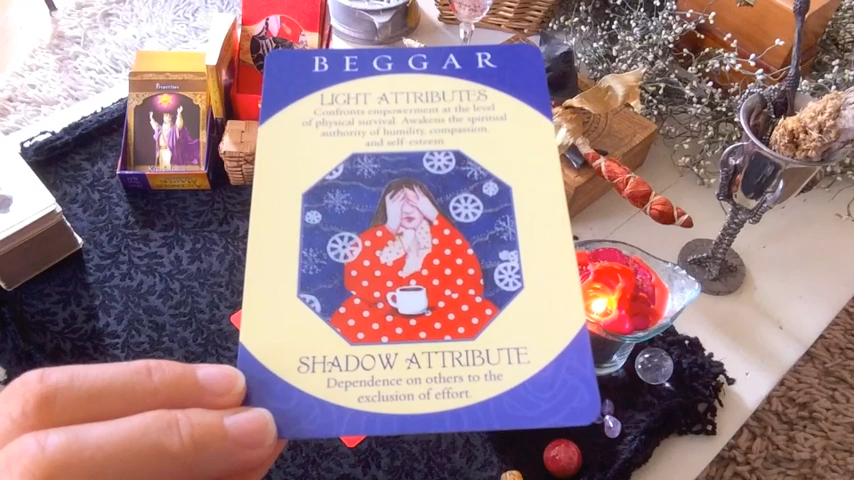 BEGGAR
LIGHT ATTRIBUTES
Confronts empowerment at the level
of physical survival. Awakens the spiritual
authority of humility, compassion,
and self-esteem
SHADOW ATTRIBUTE
Dependence on others to the
exclusion of effort.